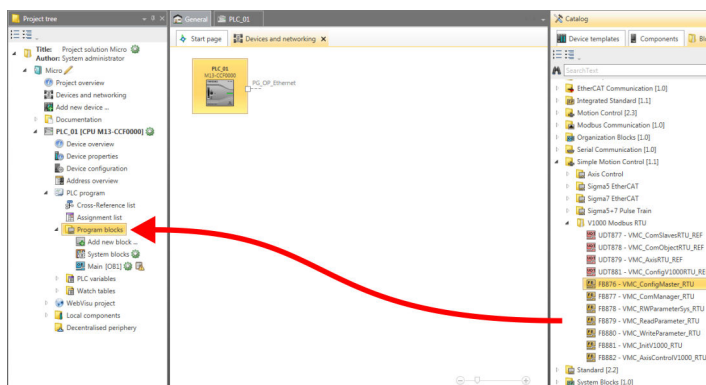 Project tree
Title: Project solution Micro
Author: System administrator
Micro
Project overview
Devices and networking
Add new device ...
Documentation
PLC_01 [CPU M13-CCF0000]
Device overview
Device properties
Device configuration
Address overview
PLC program
Cross-Reference list
Assignment list
Program blocks
Add new block ...
System blocks
Main [OB1]
PLC variables
Watch tables
WebVisu project
Local components
Decentralised periphery
General
PLC_01
Start page
Devices and networking
PLC_01
M13-CCF0000
PG_OP_Ethernet
Catalog
Device templates
Components
Bl
SearchText
EtherCAT Communication [1.0]
Integrated Standard [1.1]
Motion Control [2.3]
Modbus Communication [1.0]
Organization Blocks [1.0]
Serial Communication [1.0]
Simple Motion Control [1.1]
Axis Control
Sigma5 EtherCAT
Sigma7 EtherCAT
Sigma5+7 Pulse Train
V1000 Modbus RTU
UDT877 - VMC_ComSlavesRTU_REF
UDT878 - VMC_ComObjectRTU_REF
UDT879 - VMC_AxisRTU_REF
UDT881 - VMC_ConfigV1000RTU_RE
FB876 - VMC_ConfigMaster_RTU
FB877 - VMC_ComManager_RTU
FB878 - VMC_RWParameterSys_RTU
FB879 - VMC_ReadParameter_RTU
FB880 - VMC_WriteParameter_RTU
FB881 - VMC_InitV1000_RTU
FB882 - VMC_AxisControlV1000_RTU
Standard [2.2]
System Blocks [1.0]